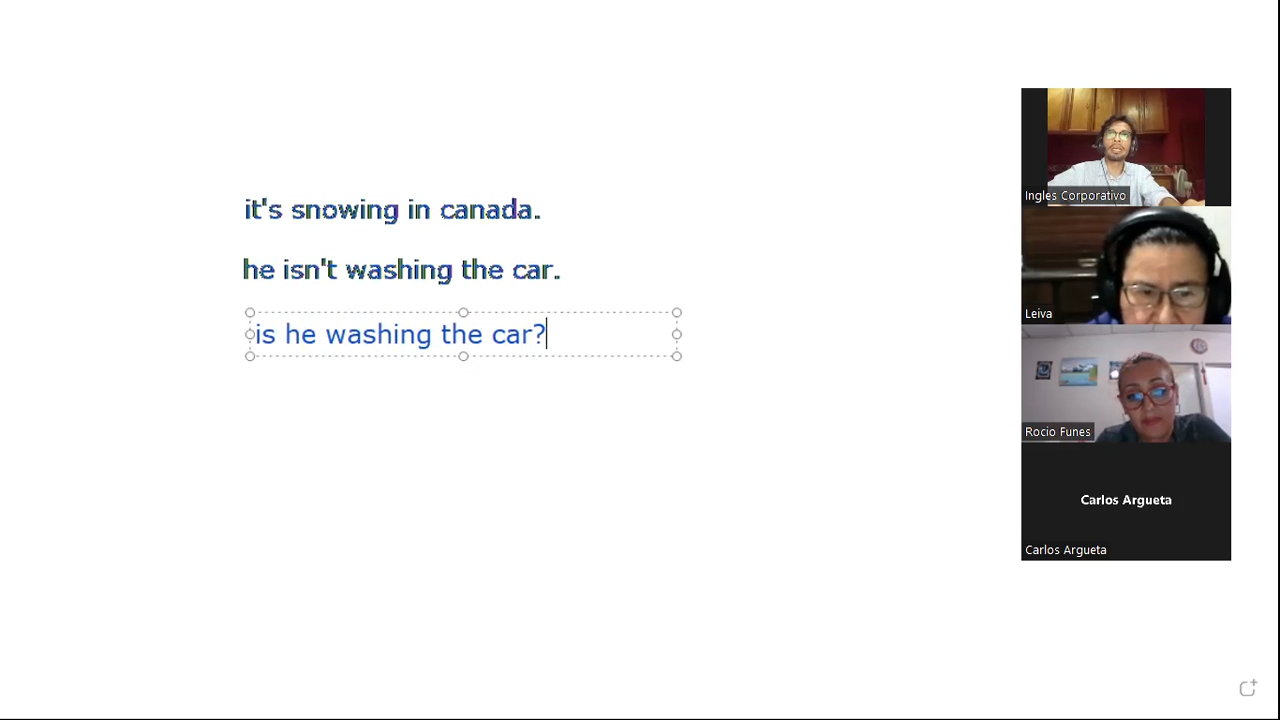 it's snowing in canada.
he isn't washing the car.
is he washing the car?
Ingles Corporativo
Leiva
Rocio Funes
Carlos Argueta
Carlos Argueta